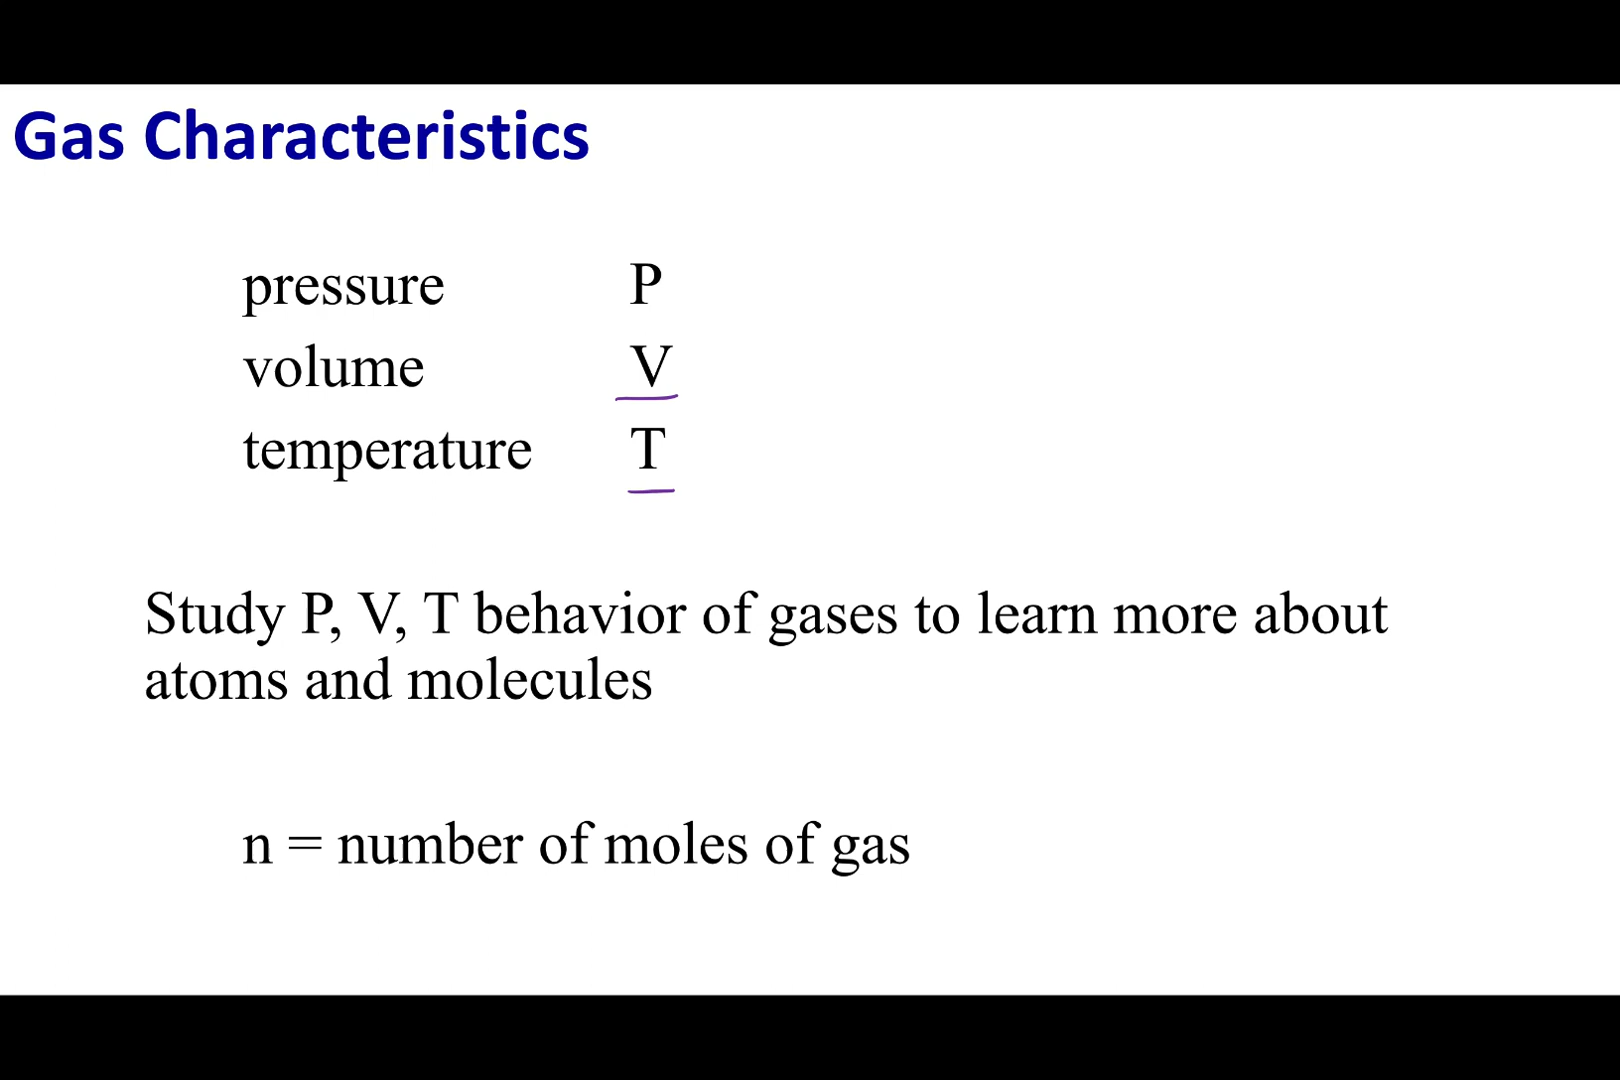 Gas Characteristics
pressure P
volume V
temperature T
Study P, V, T behavior of gases to learn more about
atoms and molecules
n = number of moles of gas